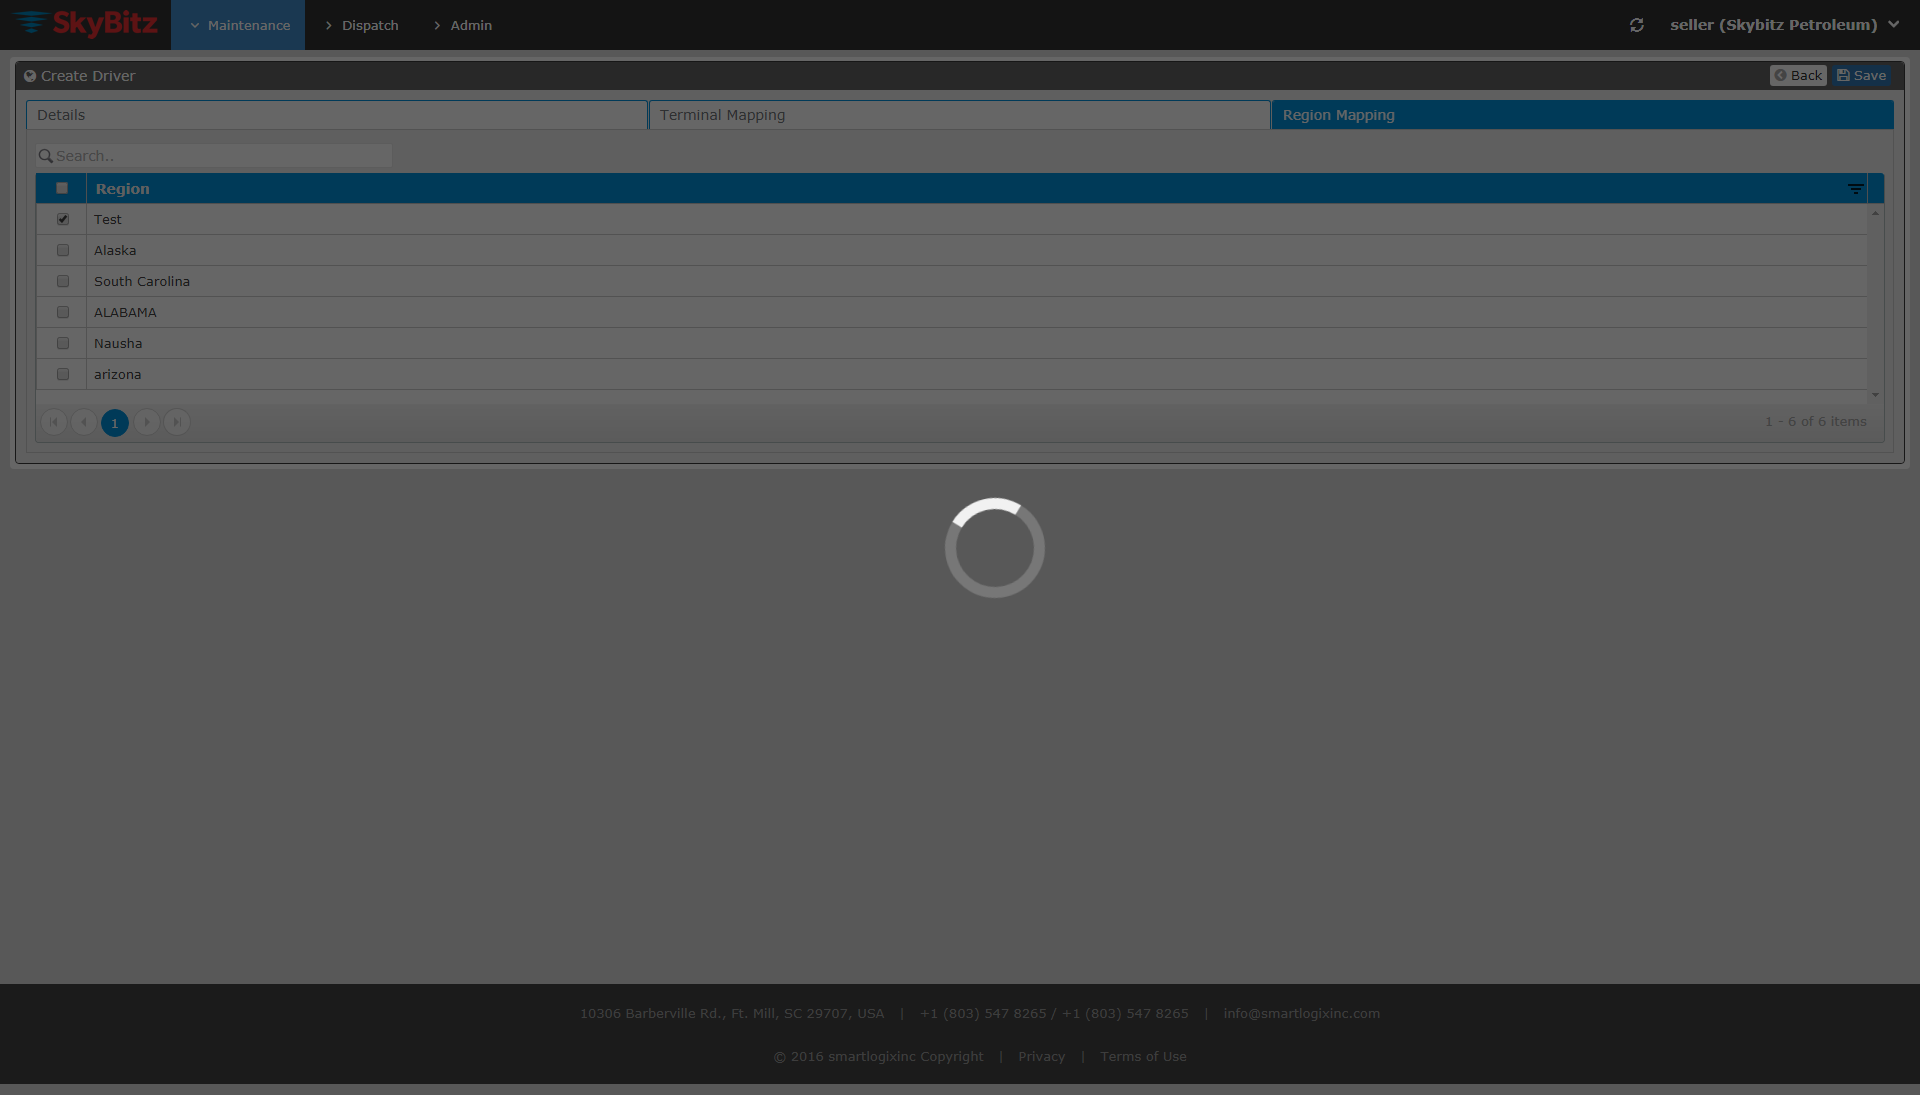 SkyBitz
Maintenance
Dispatch
Admin
seller (Skybitz Petroleum)
Create Driver
Back
Save
Details
Terminal Mapping
Region Mapping
Search..
Region
Test
Alaska
South Carolina
ALABAMA
Nausha
arizona
1
1 - 6 of 6 items
10306 Barberville Rd., Ft. Mill, SC 29707, USA | +1 (803) 547 8265 / +1 (803) 547 8265 | info@smartlogixinc.com
© 2016 smartlogixinc Copyright | Privacy | Terms of Use